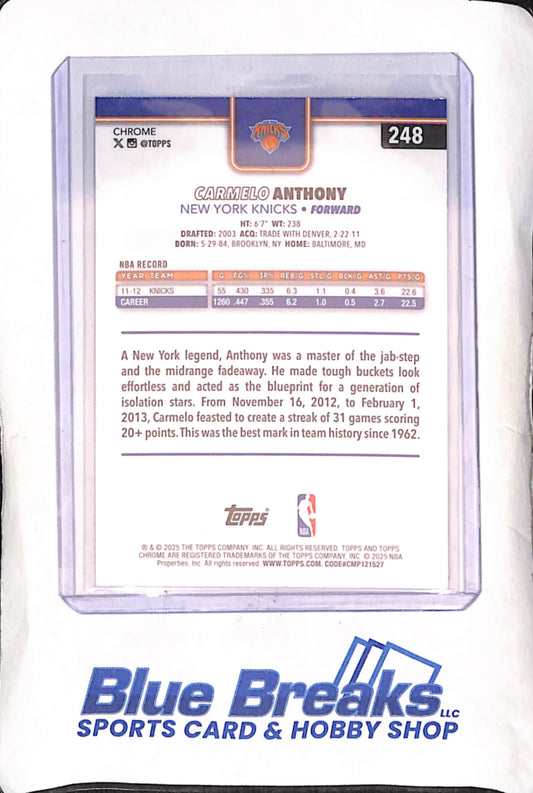 CHROME
X @TOPPS
KNICKS
248
CARMELO ANTHONY
NEW YORK KNICKS • FORWARD
HT: 6'7" WT: 238
DRAFTED: 2003 ACQ: TRADE WITH DENVER, 2-22-11
BORN: 5-29-84, BROOKLYN, NY HOME: BALTIMORE, MD
NBA RECORD
YEAR TEAM G FG% 3P% REB/G STL/G BLK/G AST/G PTS/G
11-12 KNICKS 55 .430 .335 6.3 1.1 0.4 3.6 22.6
CAREER 1260 .447 .355 6.2 1.0 0.5 2.7 22.5
A New York legend, Anthony was a master of the jab-step
and the midrange fadeaway. He made tough buckets look
effortless and acted as the blueprint for a generation of
isolation stars. From November 16, 2012, to February 1,
2013, Carmelo feasted to create a streak of 31 games scoring
20+ points. This was the best mark in team history since 1962.
Topps
NBA
® & © 2025 THE TOPPS COMPANY, INC. ALL RIGHTS RESERVED. TOPPS AND TOPPS
CHROME ARE REGISTERED TRADEMARKS OF THE TOPPS COMPANY, INC. © 2025 NBA
Properties, Inc. All rights reserved. WWW.TOPPS.COM. CODE#CMP121527
Blue Breaks LLC
SPORTS CARD & HOBBY SHOP